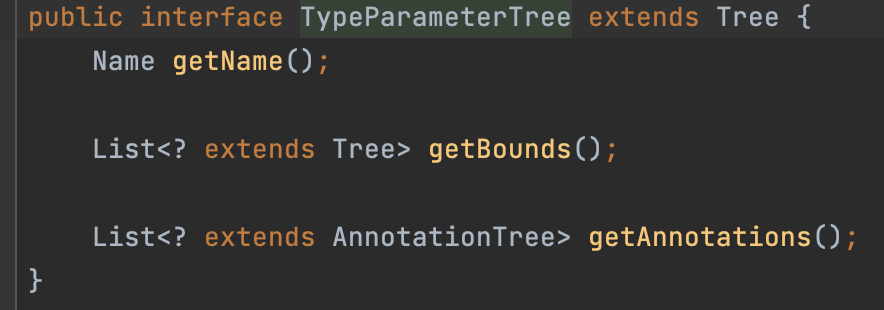 public interface TypeParameterTree extends Tree {
    Name getName();
    List<? extends Tree> getBounds();
    List<? extends AnnotationTree> getAnnotations();
}